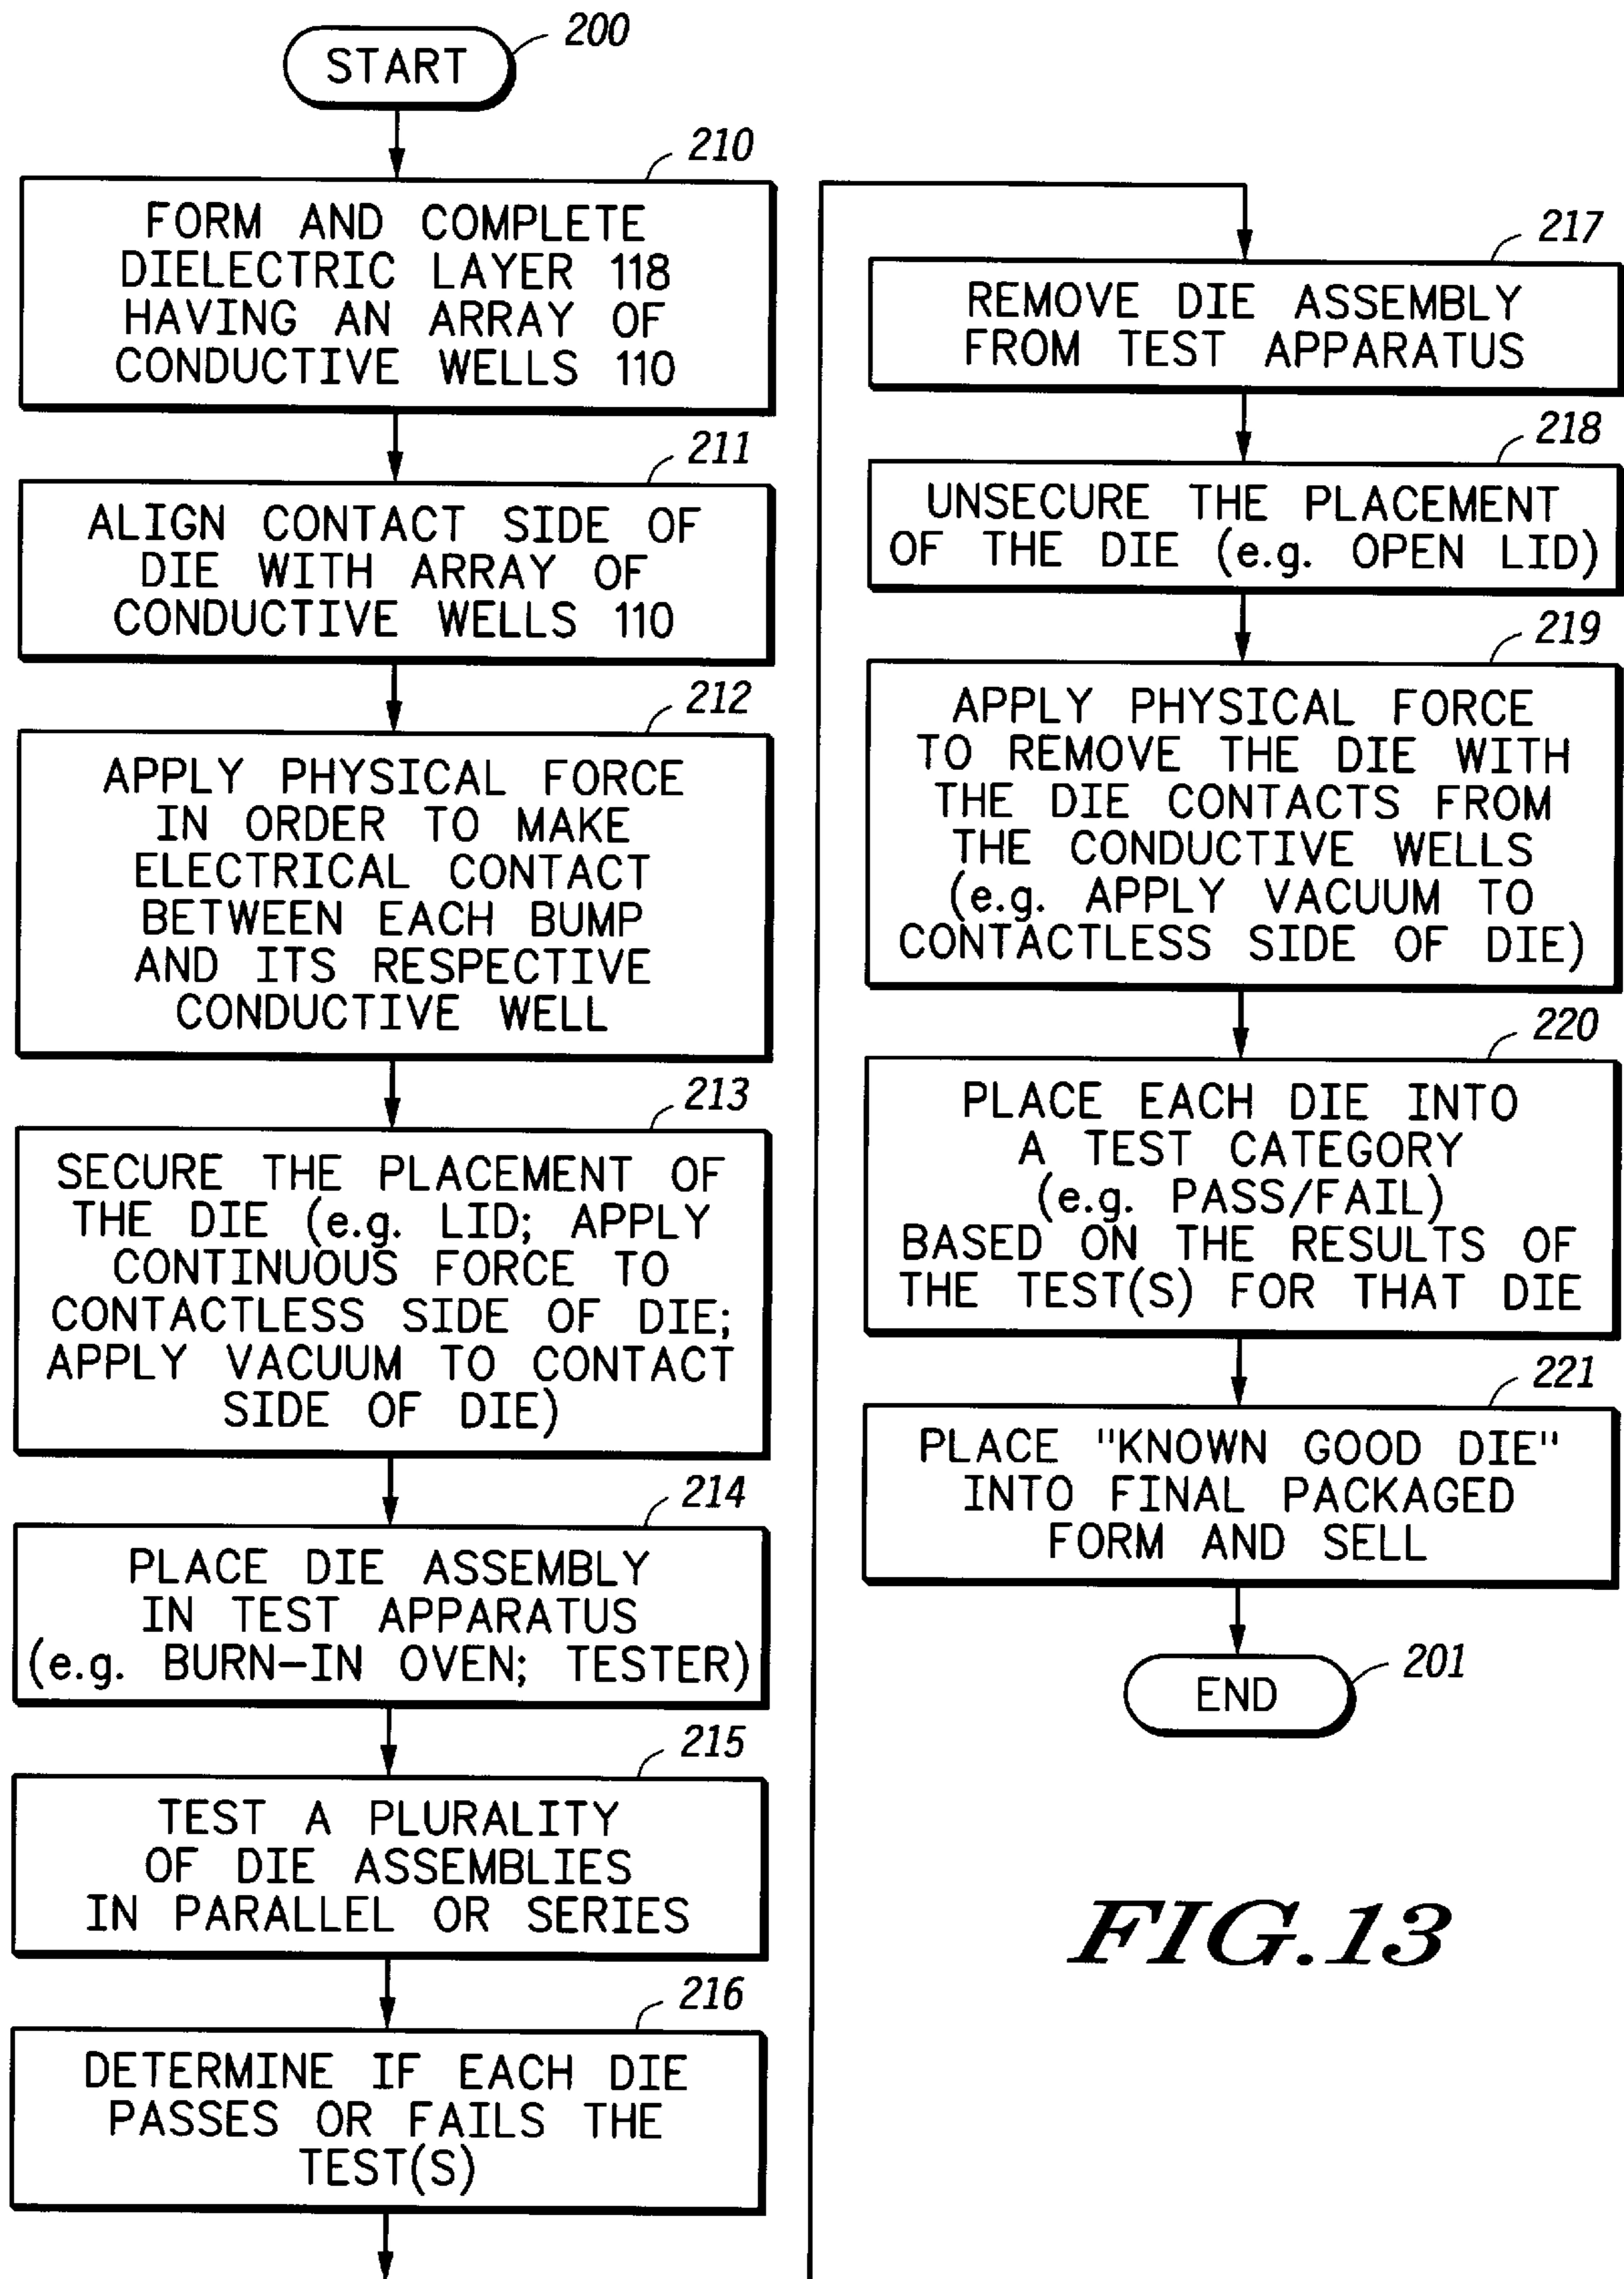 START
200
210
FORM AND COMPLETE
DIELECTRIC LAYER 118
HAVING AN ARRAY OF
CONDUCTIVE WELLS 110
211
ALIGN CONTACT SIDE OF
DIE WITH ARRAY OF
CONDUCTIVE WELLS 110
212
APPLY PHYSICAL FORCE
IN ORDER TO MAKE
ELECTRICAL CONTACT
BETWEEN EACH BUMP
AND ITS RESPECTIVE
CONDUCTIVE WELL
213
SECURE THE PLACEMENT OF
THE DIE (e.g. LID; APPLY
CONTINUOUS FORCE TO
CONTACTLESS SIDE OF DIE;
APPLY VACUUM TO CONTACT
SIDE OF DIE)
214
PLACE DIE ASSEMBLY
IN TEST APPARATUS
(e.g. BURN-IN OVEN; TESTER)
215
TEST A PLURALITY
OF DIE ASSEMBLIES
IN PARALLEL OR SERIES
216
DETERMINE IF EACH DIE
PASSES OR FAILS THE
TEST(S)
217
REMOVE DIE ASSEMBLY
FROM TEST APPARATUS
218
UNSECURE THE PLACEMENT
OF THE DIE (e.g. OPEN LID)
219
APPLY PHYSICAL FORCE
TO REMOVE THE DIE WITH
THE DIE CONTACTS FROM
THE CONDUCTIVE WELLS
(e.g. APPLY VACUUM TO
CONTACTLESS SIDE OF DIE)
220
PLACE EACH DIE INTO
A TEST CATEGORY
(e.g. PASS/FAIL)
BASED ON THE RESULTS OF
THE TEST(S) FOR THAT DIE
221
PLACE "KNOWN GOOD DIE"
INTO FINAL PACKAGED
FORM AND SELL
201
END
FIG.13